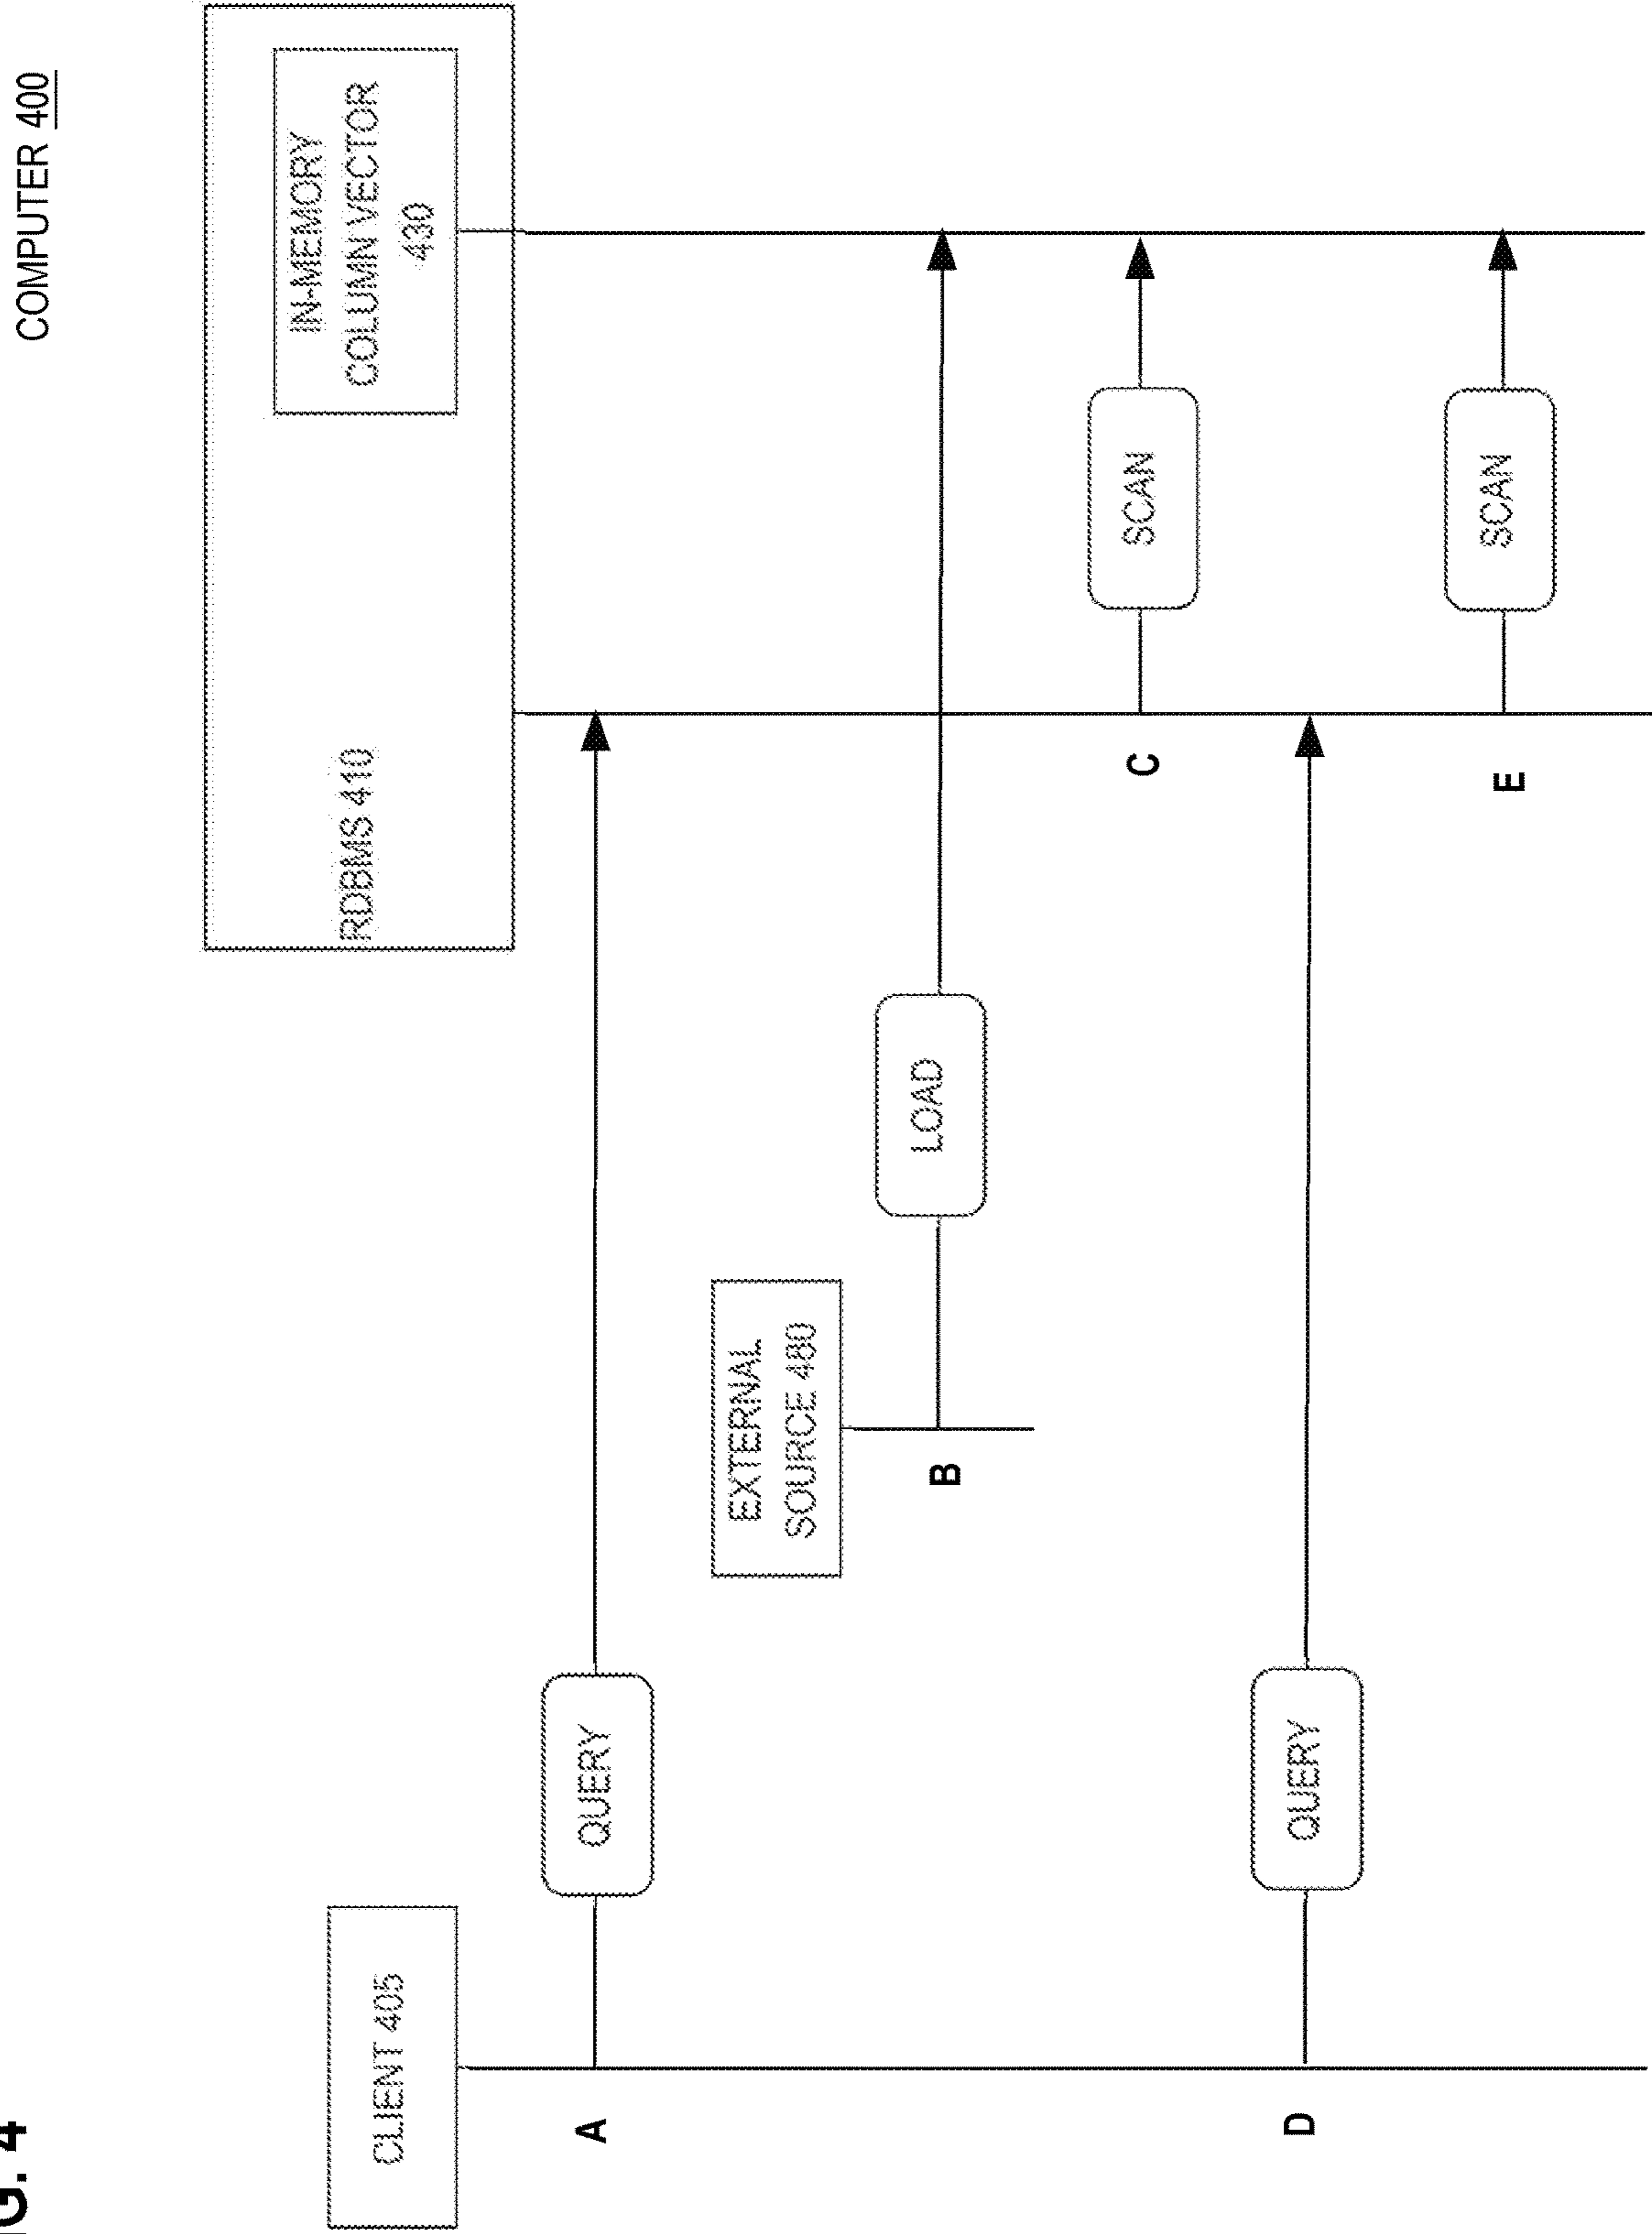 G. 4
COMPUTER 400
CLIENT 405
RDBMS 410
IN-MEMORY
COLUMN VECTOR
430
A
QUERY
EXTERNAL
SOURCE 480
B
LOAD
C
SCAN
D
QUERY
E
SCAN